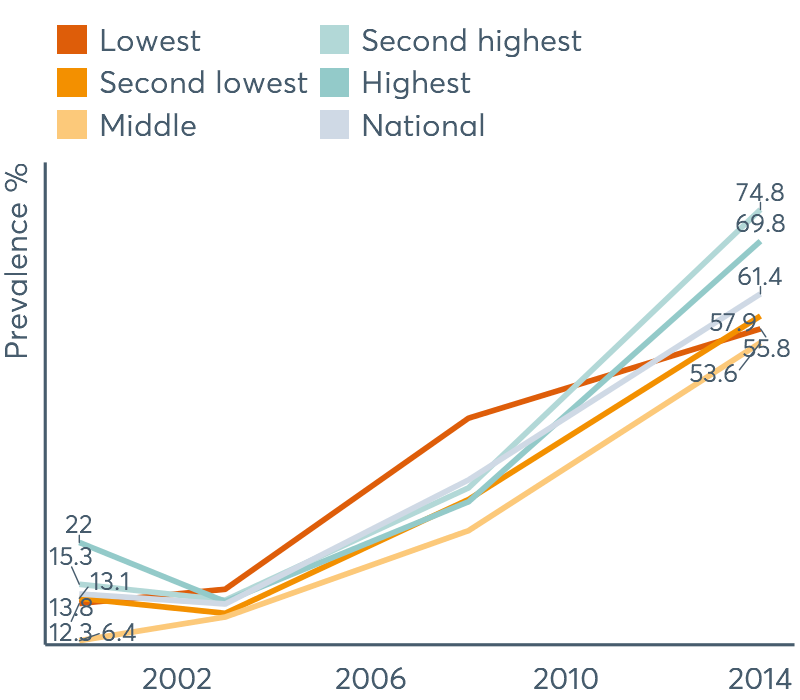 Lowest
Second lowest
Middle
Second highest
Highest
National
Prevalence %
74.8
69.8
61.4
57.9
55.8
53.6
22
15.3
13.1
13.8
12.3
6.4
2002
2006
2010
2014